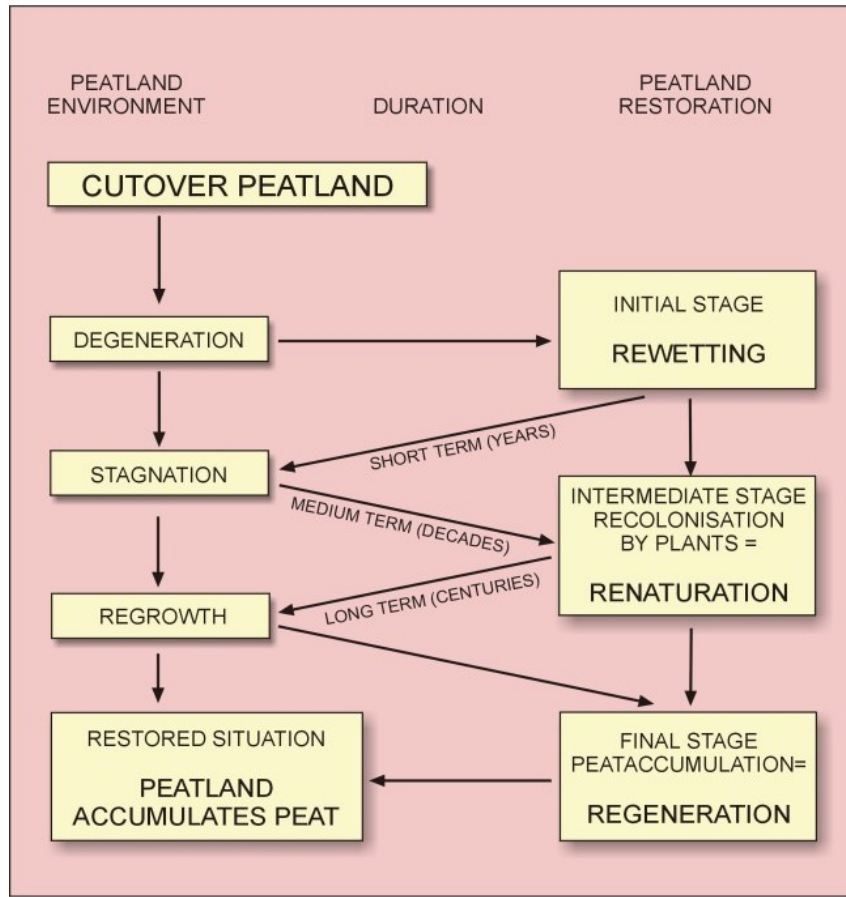 PEATLAND
ENVIRONMENT
DURATION
PEATLAND
RESTORATION
CUTOVER PEATLAND
DEGENERATION
INITIAL STAGE
REWETTING
SHORT TERM (YEARS)
STAGNATION
MEDIUM TERM (DECADES)
INTERMEDIATE STAGE
RECOLONISATION
BY PLANTS =
RENATURATION
LONG TERM (CENTURIES)
REGROWTH
RESTORED SITUATION
PEATLAND
ACCUMULATES PEAT
FINAL STAGE
PEATACCUMULATION=
REGENERATION